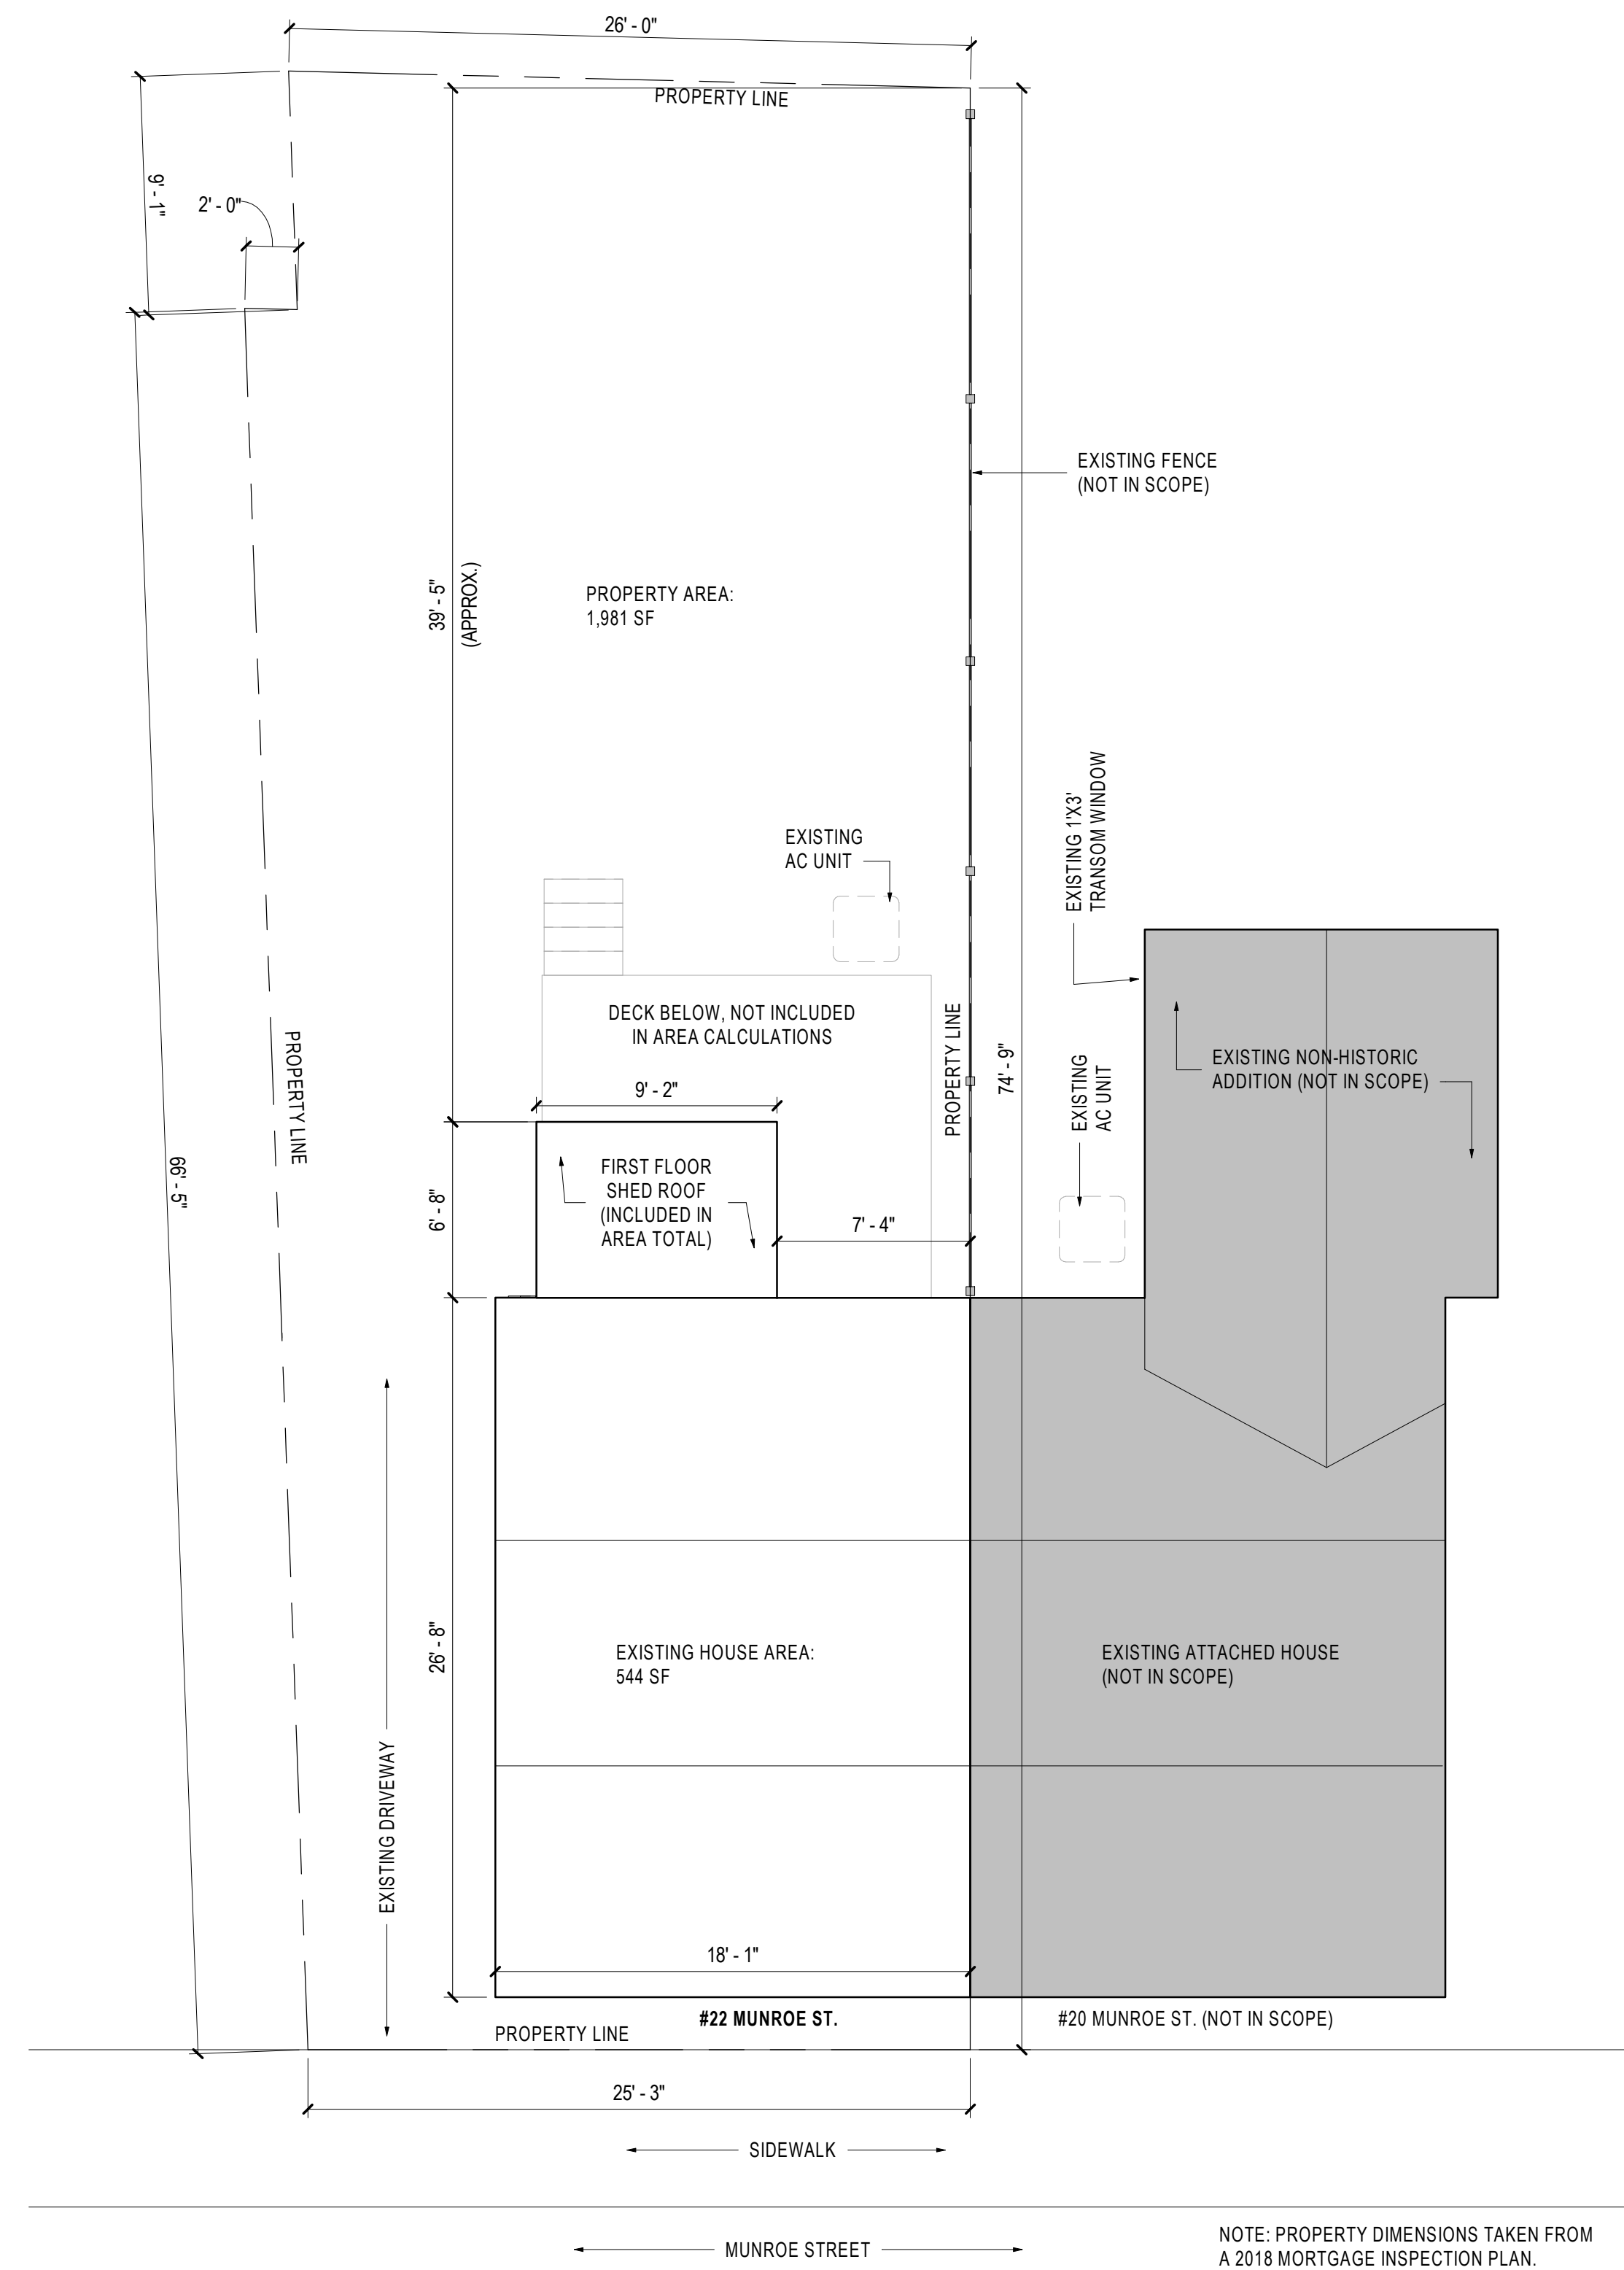 26' - 0"
PROPERTY LINE
9' - 1"
2' - 0"
EXISTING FENCE
(NOT IN SCOPE)
39' - 5"
(APPROX.)
PROPERTY AREA:
1,981 SF
EXISTING 1'X3'
TRANSOM WINDOW
EXISTING
AC UNIT
DECK BELOW, NOT INCLUDED
IN AREA CALCULATIONS
PROPERTY LINE
PROPERTY LINE
74' - 9"
EXISTING
AC UNIT
EXISTING NON-HISTORIC
ADDITION (NOT IN SCOPE)
9' - 2"
66' - 5"
6' - 8"
FIRST FLOOR
SHED ROOF
(INCLUDED IN
AREA TOTAL)
7' - 4"
26' - 8"
EXISTING HOUSE AREA:
544 SF
EXISTING ATTACHED HOUSE
(NOT IN SCOPE)
EXISTING DRIVEWAY
18' - 1"
#22 MUNROE ST.
#20 MUNROE ST. (NOT IN SCOPE)
PROPERTY LINE
25' - 3"
SIDEWALK
MUNROE STREET
NOTE: PROPERTY DIMENSIONS TAKEN FROM
A 2018 MORTGAGE INSPECTION PLAN.